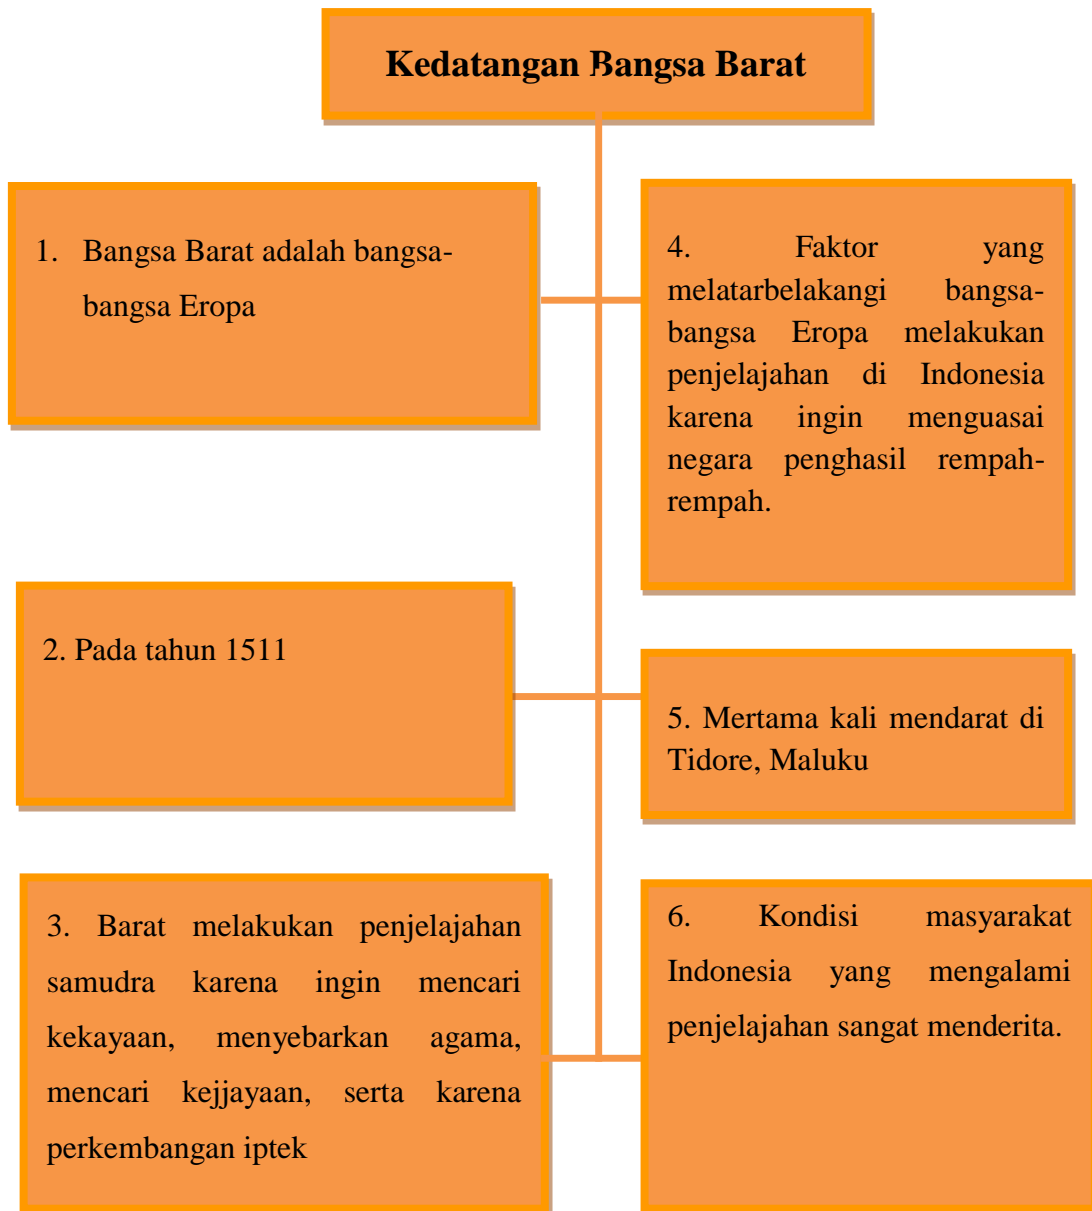 Kedatangan Bangsa Barat
1. Bangsa Barat adalah bangsa-
bangsa Eropa
2. Pada tahun 1511
3. Barat melakukan penjelajahan
samudra karena ingin mencari
kekayaan, menyebarkan agama,
mencari kejjayaan, serta karena
perkembangan iptek
4. Faktor yang
melatarbelakangi bangsa-
bangsa Eropa melakukan
penjelajahan di Indonesia
karena ingin menguasai
negara penghasil rempah-
rempah.
5. Mertama kali mendarat di
Tidore, Maluku
6. Kondisi masyarakat
Indonesia yang mengalami
penjelajahan sangat menderita.